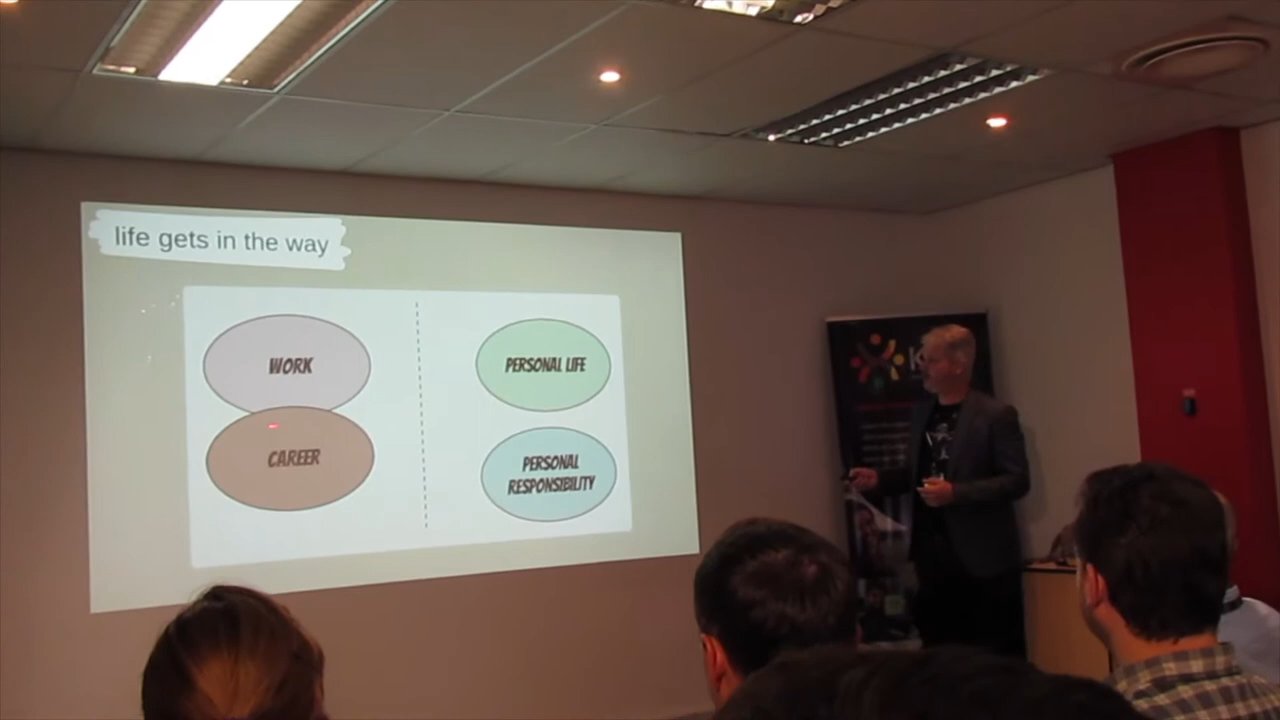 life gets in the way
WORK
CAREER
PERSONAL LIFE
PERSONAL
RESPONSIBILITY
K